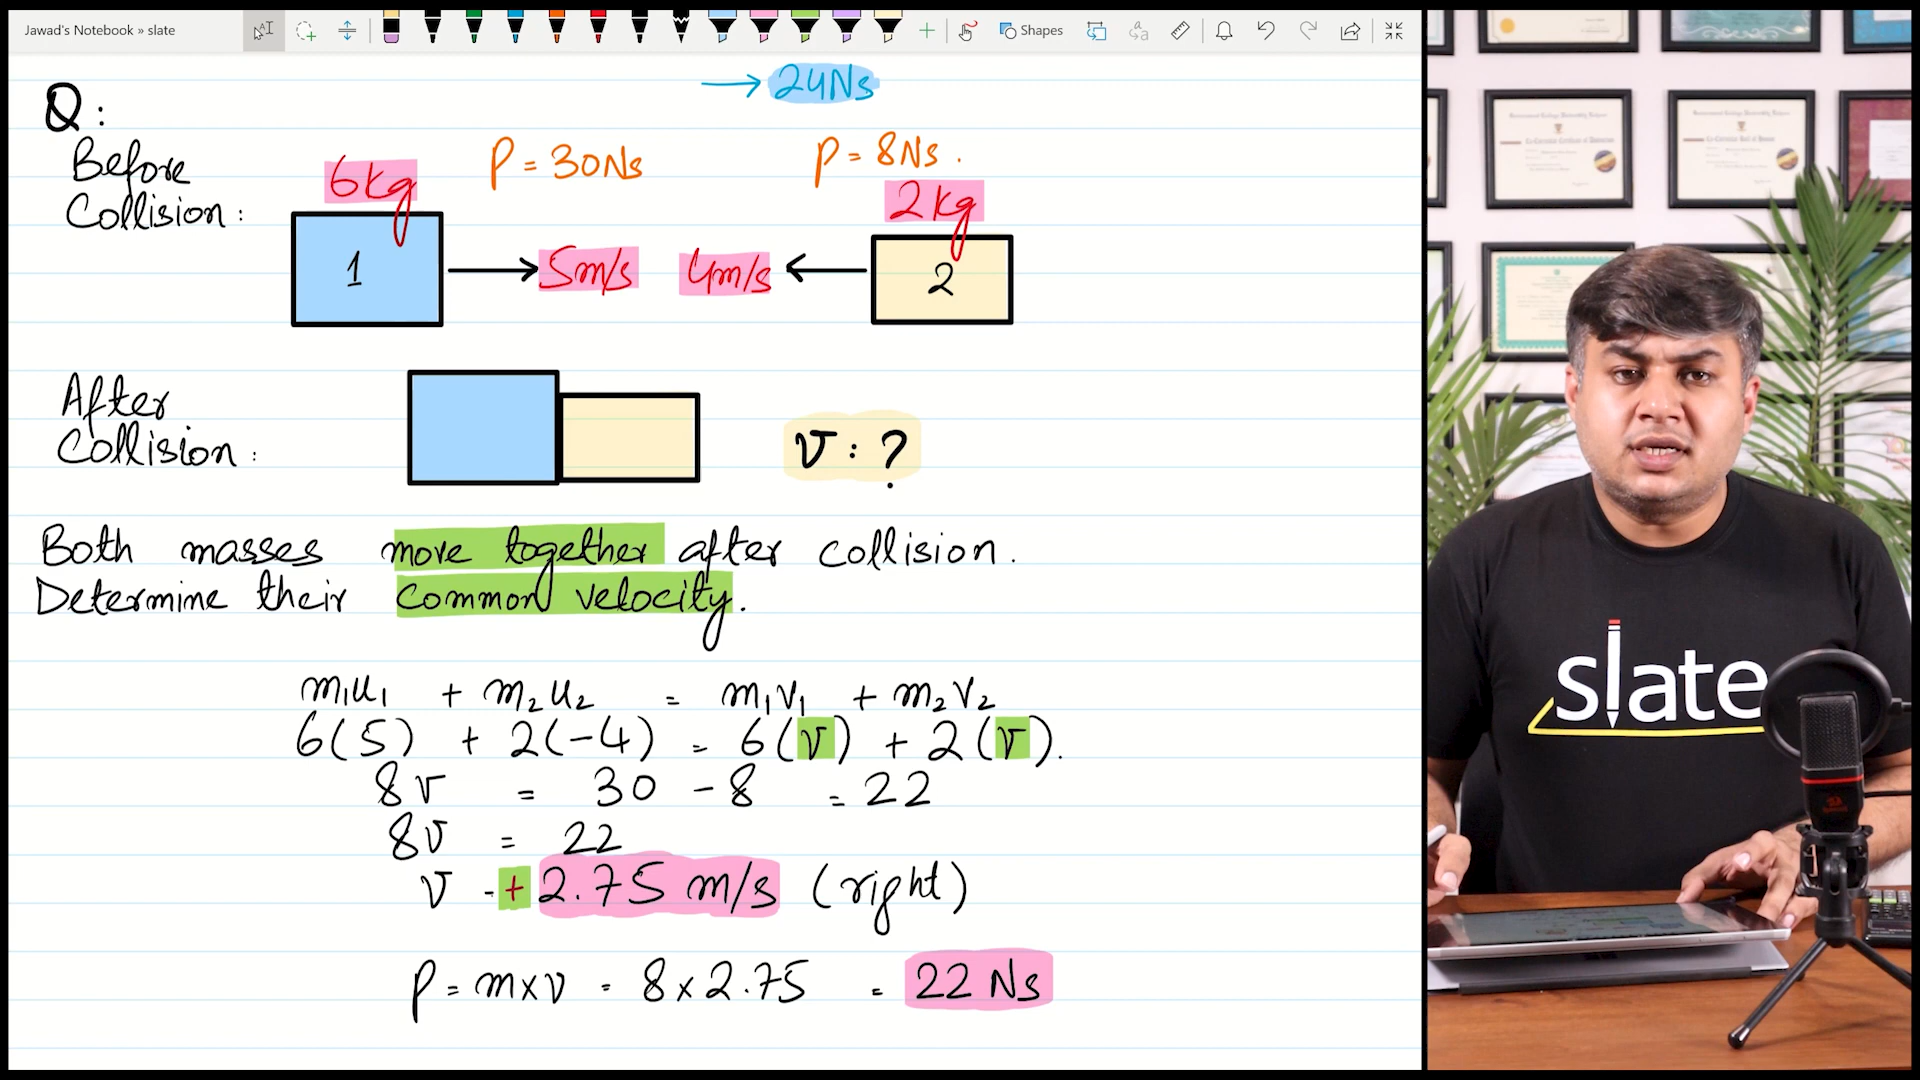 Jawad's Notebook » slate
Shapes
→ 24Ns
Q:
Before
Collision:
6kg
P = 30Ns
P = 8Ns.
2kg
1
5m/s
4m/s
2
After
Collision:
v : ?
Both masses move together after collision.
Determine their common velocity.
m₁u₁ + m₂u₂ = m₁v₁ + m₂v₂
6(5) + 2(-4) = 6(v) + 2(v).
8v = 30 - 8 = 22
8v = 22
v = +2.75 m/s (right)
P = m×v = 8×2.75 = 22 Ns
slate